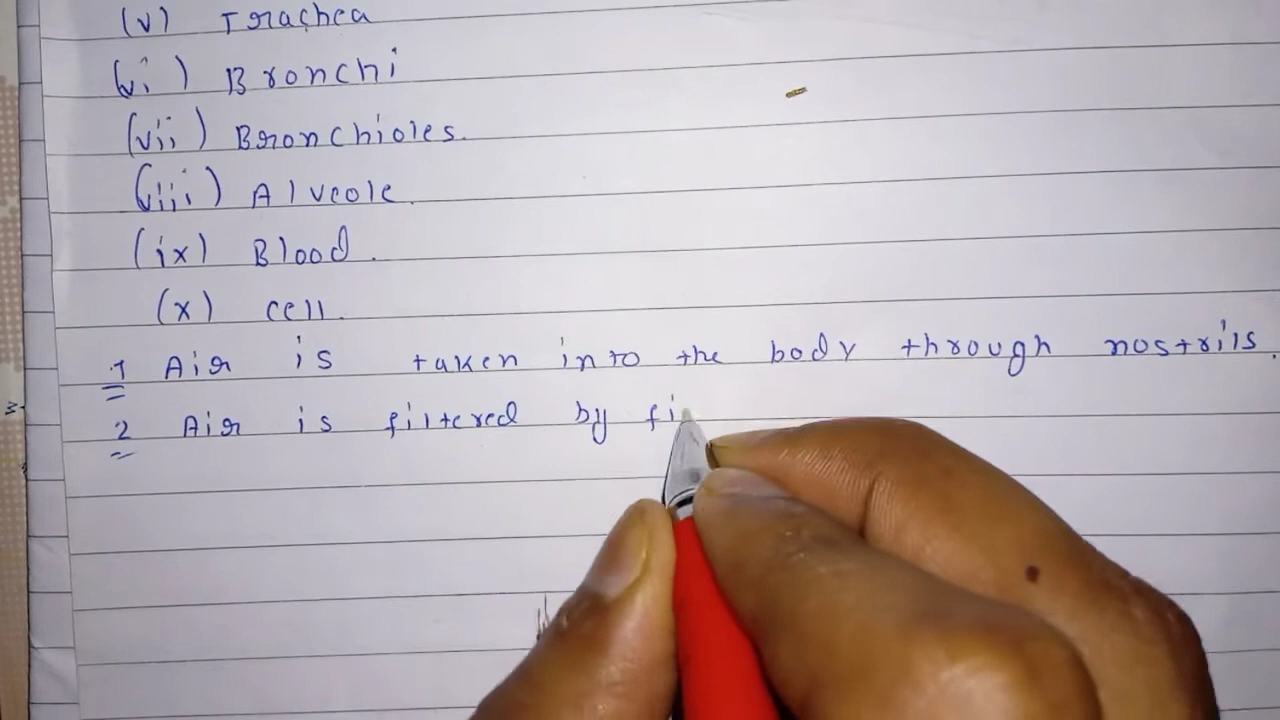 (v) Trachea
(vi) Bronchi
(vii) Bronchioles.
(viii) Alveole.
(ix) Blood.
(x) cell.
1 Air is taken into the body through nostrils.
2 Air is filtered by fi